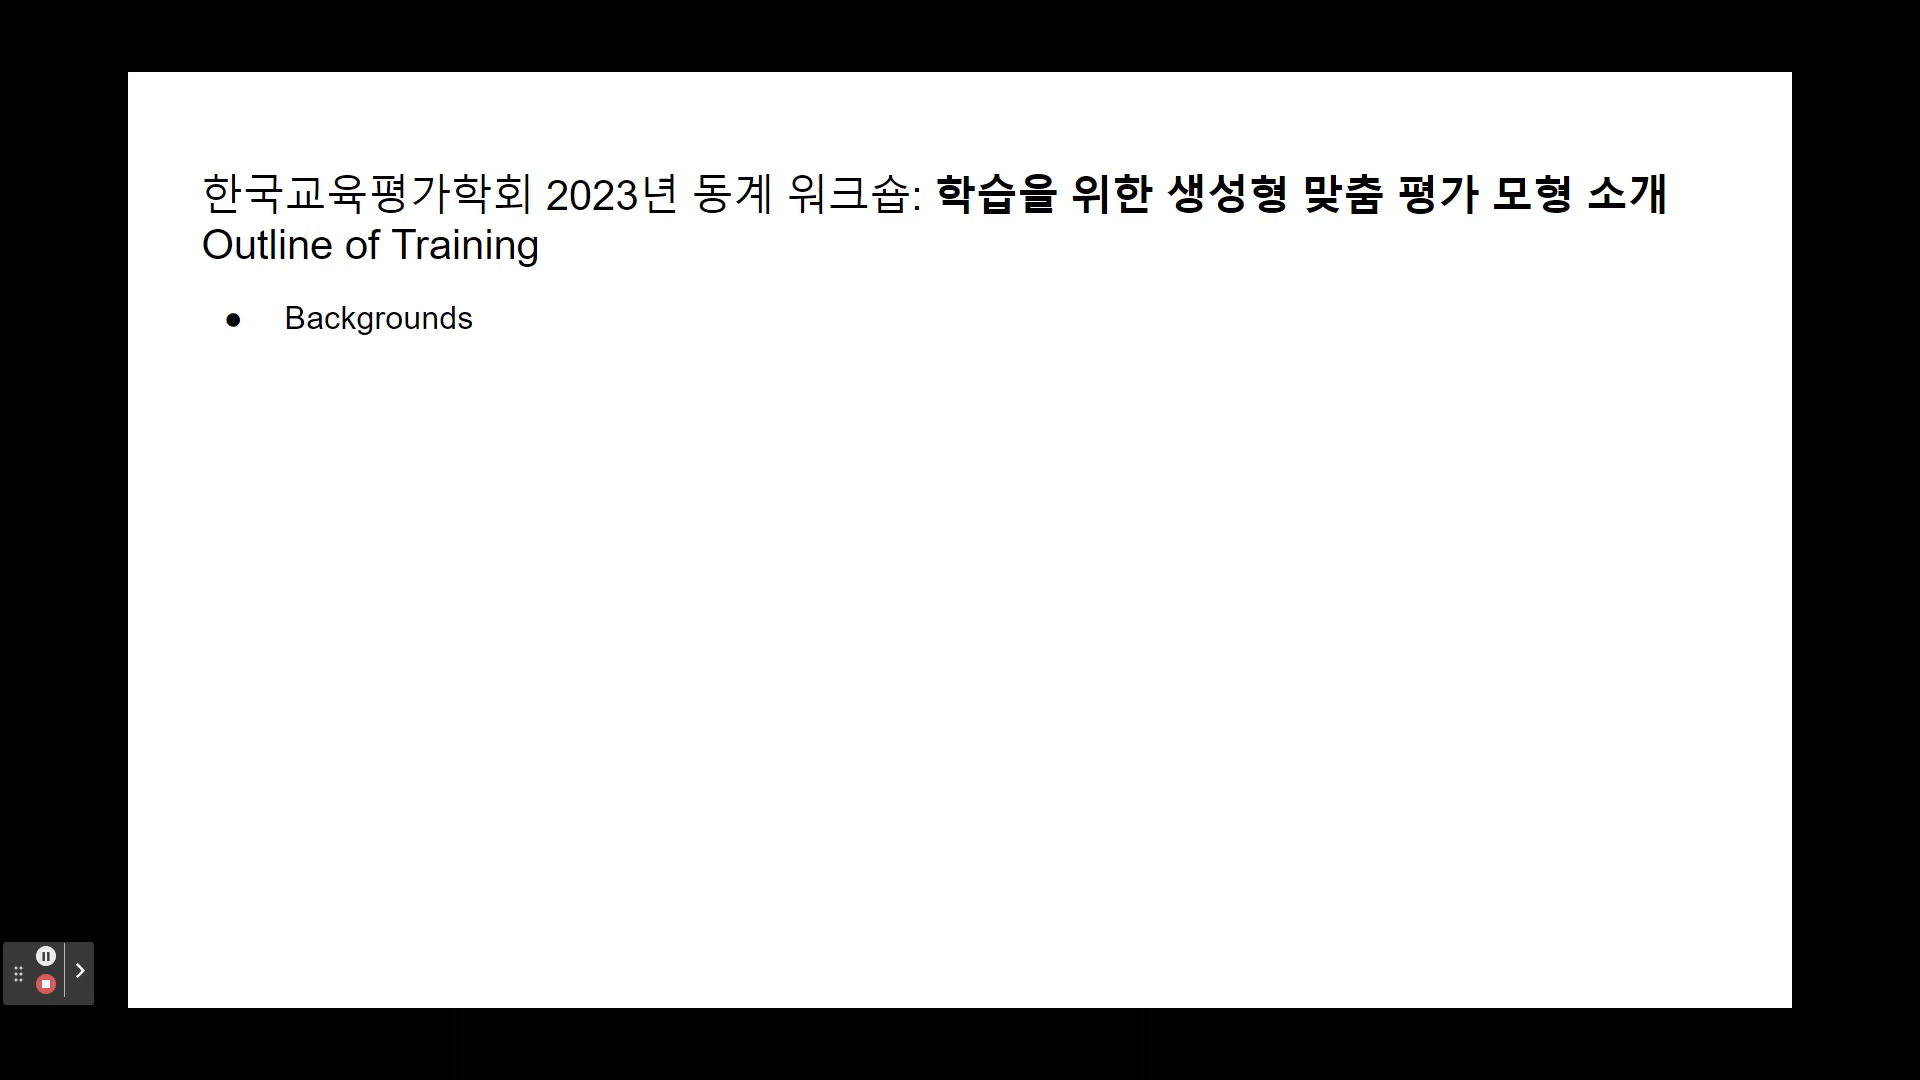 한국교육평가학회 2023년 동계 워크숍: 학습을 위한 생성형 맞춤 평가 모형 소개
Outline of Training
● Backgrounds